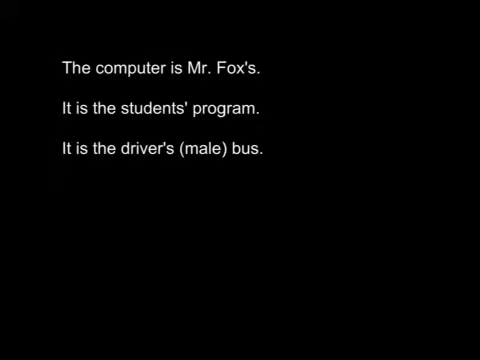 The computer is Mr. Fox's.
It is the students' program.
It is the driver's (male) bus.